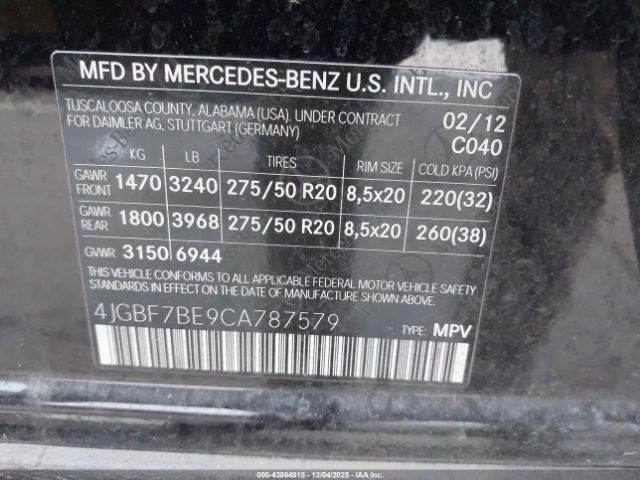 MFD BY MERCEDES-BENZ U.S. INTL., INC
TUSCALOOSA COUNTY, ALABAMA (USA). UNDER CONTRACT 02/12
FOR DAIMLER AG, STUTTGART (GERMANY) C040
KG LB TIRES RIM SIZE COLD KPA (PSI)
GAWR FRONT 1470 3240 275/50 R20 8,5x20 220(32)
GAWR REAR 1800 3968 275/50 R20 8,5x20 260(38)
GVWR 3150 6944
THIS VEHICLE CONFORMS TO ALL APPLICABLE FEDERAL MOTOR VEHICLE SAFETY
STANDARDS IN EFFECT ON THE DATE OF MANUFACTURE SHOWN ABOVE.
4JGBF7BE9CA787579 TYPE: MPV
000-43864915 - 12/04/2025 - IAAI.COM